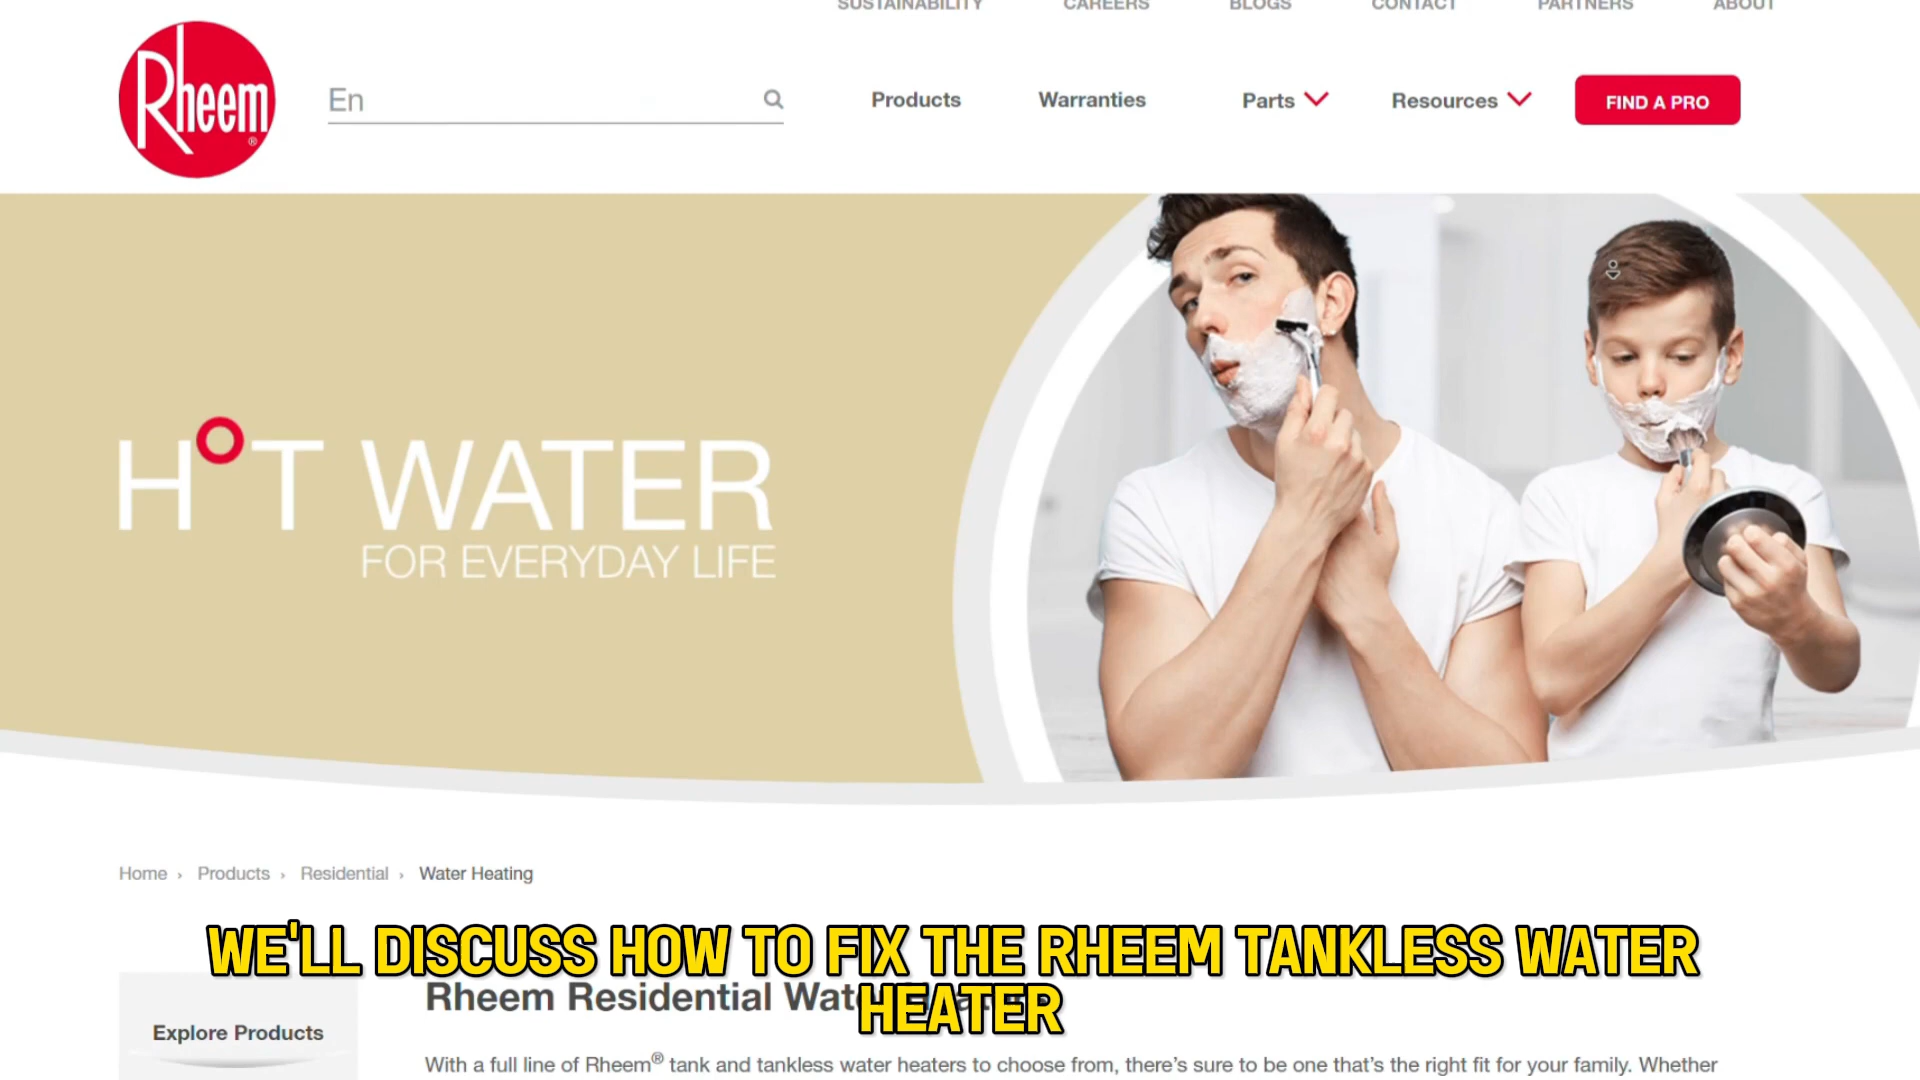 SUSTAINABILITY CAREERS BLOGS CONTACT PARTNERS ABOUT
Rheem ®
En
Products Warranties Parts Resources FIND A PRO
HOT WATER
FOR EVERYDAY LIFE
Home › Products › Residential › Water Heating
WE'LL DISCUSS HOW TO FIX THE RHEEM TANKLESS WATER
HEATER
Rheem Residential
Explore Products
With a full line of Rheem® tank and tankless water heaters to choose from, there's sure to be one that's the right fit for your family. Whether